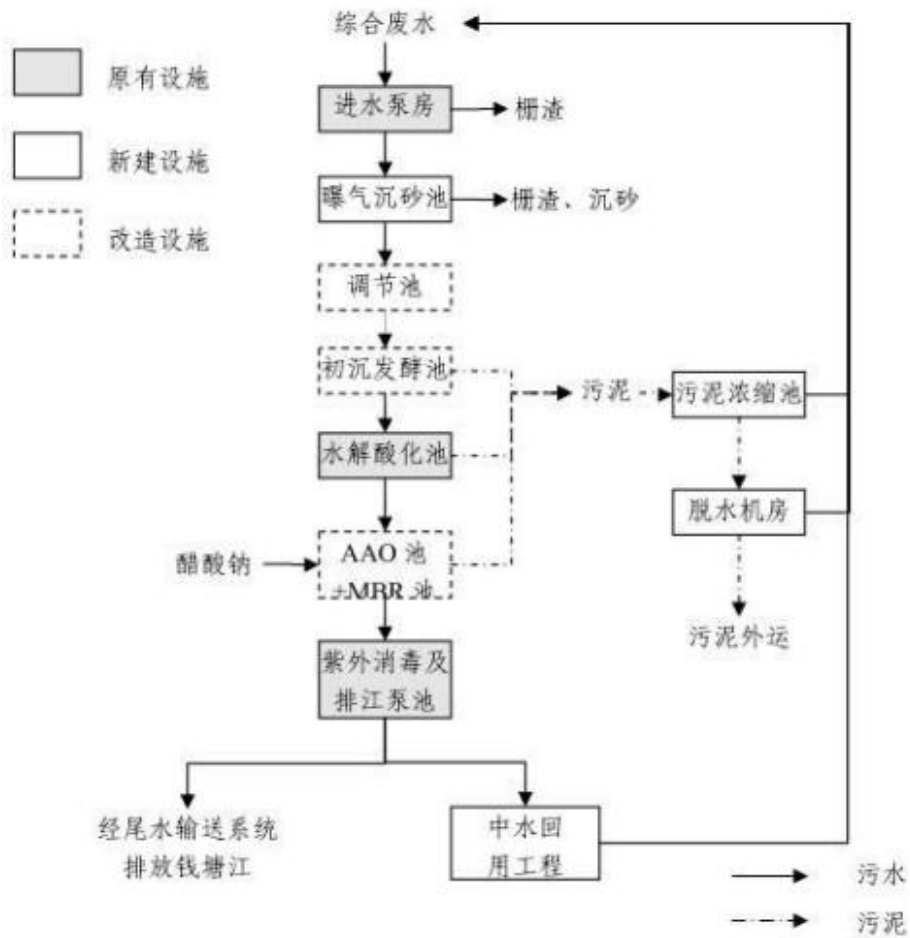 综合废水
原有设施
进水泵房
栅渣
新建设施
曝气沉砂池
栅渣、沉砂
改造设施
调节池
初沉发酵池
污泥
污泥浓缩池
水解酸化池
脱水机房
醋酸钠
AAO 池
+MBR 池
污泥外运
紫外消毒及
排江泵池
经尾水输送系统
排放钱塘江
中水回
用工程
污水
污泥